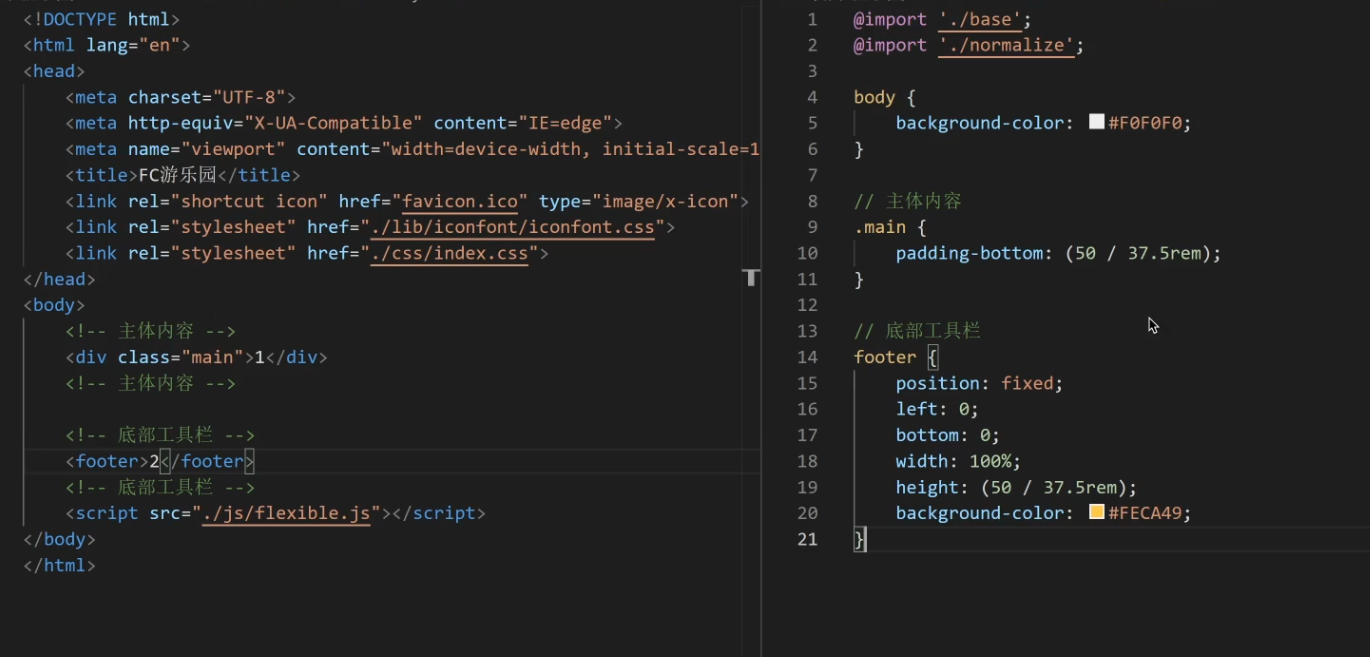 <!DOCTYPE html>
<html lang="en">
<head>
<meta charset="UTF-8">
<meta http-equiv="X-UA-Compatible" content="IE=edge">
<meta name="viewport" content="width=device-width, initial-scale=1
<title>FC游乐园</title>
<link rel="shortcut icon" href="favicon.ico" type="image/x-icon">
<link rel="stylesheet" href="./lib/iconfont/iconfont.css">
<link rel="stylesheet" href="./css/index.css">
</head>
<body>
<!-- 主体内容 -->
<div class="main">1</div>
<!-- 主体内容 -->
<!-- 底部工具栏 -->
<footer>2</footer>
<!-- 底部工具栏 -->
<script src="./js/flexible.js"></script>
</body>
</html>
1 @import './base';
2 @import './normalize';
3
4 body {
5 background-color: #F0F0F0;
6 }
7
8 // 主体内容
9 .main {
10 padding-bottom: (50 / 37.5rem);
11 }
12
13 // 底部工具栏
14 footer {
15 position: fixed;
16 left: 0;
17 bottom: 0;
18 width: 100%;
19 height: (50 / 37.5rem);
20 background-color: #FECA49;
21 }